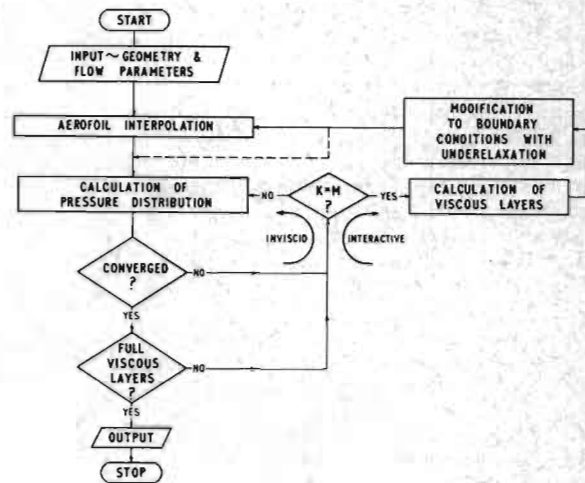 START
INPUT~GEOMETRY &
FLOW PARAMETERS
AEROFOIL INTERPOLATION
MODIFICATION
TO BOUNDARY
CONDITIONS WITH
UNDERELAXATION
CALCULATION OF
PRESSURE DISTRIBUTION
NO
K=M
?
YES
CALCULATION OF
VISCOUS LAYERS
INVISCID
INTERACTIVE
CONVERGED
?
NO
YES
FULL
VISCOUS
LAYERS
?
NO
YES
OUTPUT
STOP